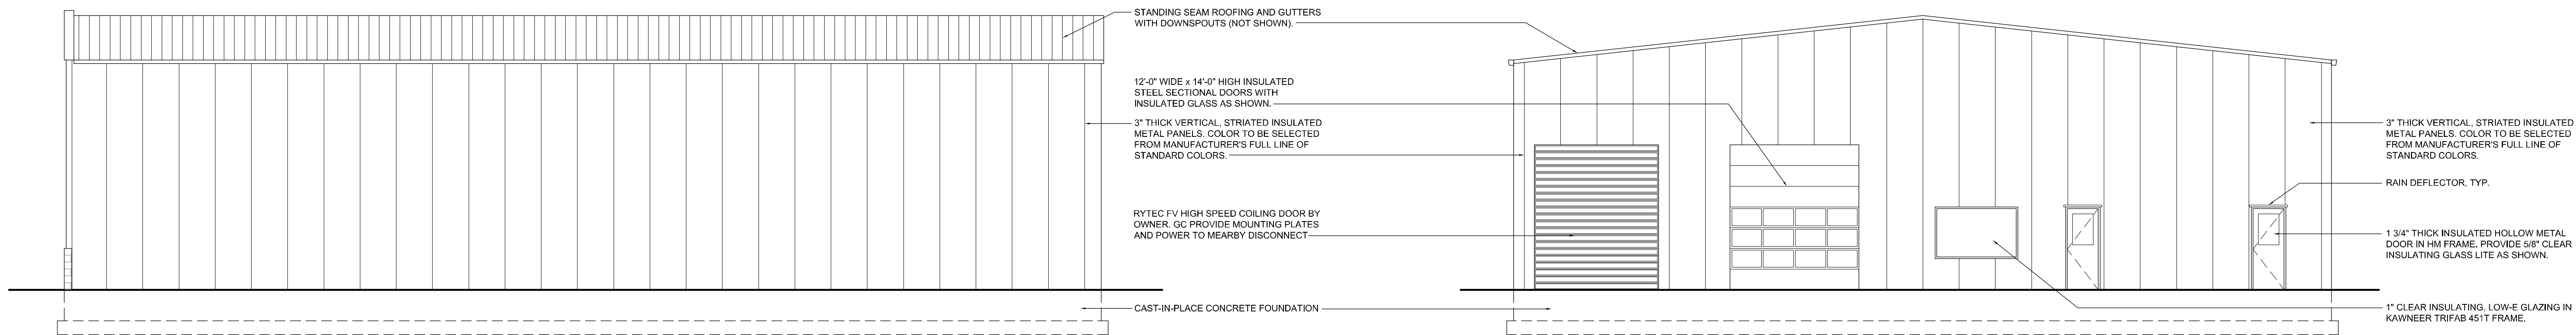 STANDING SEAM ROOFING AND GUTTERS
WITH DOWNSPOUTS (NOT SHOWN).
12'-0" WIDE x 14'-0" HIGH INSULATED
STEEL SECTIONAL DOORS WITH
INSULATED GLASS AS SHOWN.
3" THICK VERTICAL, STRIATED INSULATED
METAL PANELS. COLOR TO BE SELECTED
FROM MANUFACTURER'S FULL LINE OF
STANDARD COLORS.
RYTEC FV HIGH SPEED COILING DOOR BY
OWNER. GC PROVIDE MOUNTING PLATES
AND POWER TO MEARBY DISCONNECT
CAST-IN-PLACE CONCRETE FOUNDATION
3" THICK VERTICAL, STRIATED INSULATED
METAL PANELS. COLOR TO BE SELECTED
FROM MANUFACTURER'S FULL LINE OF
STANDARD COLORS.
RAIN DEFLECTOR, TYP.
1 3/4" THICK INSULATED HOLLOW METAL
DOOR IN HM FRAME. PROVIDE 5/8" CLEAR
INSULATING GLASS LITE AS SHOWN.
1" CLEAR INSULATING, LOW-E GLAZING IN
KAWNEER TRIFAB 451T FRAME.